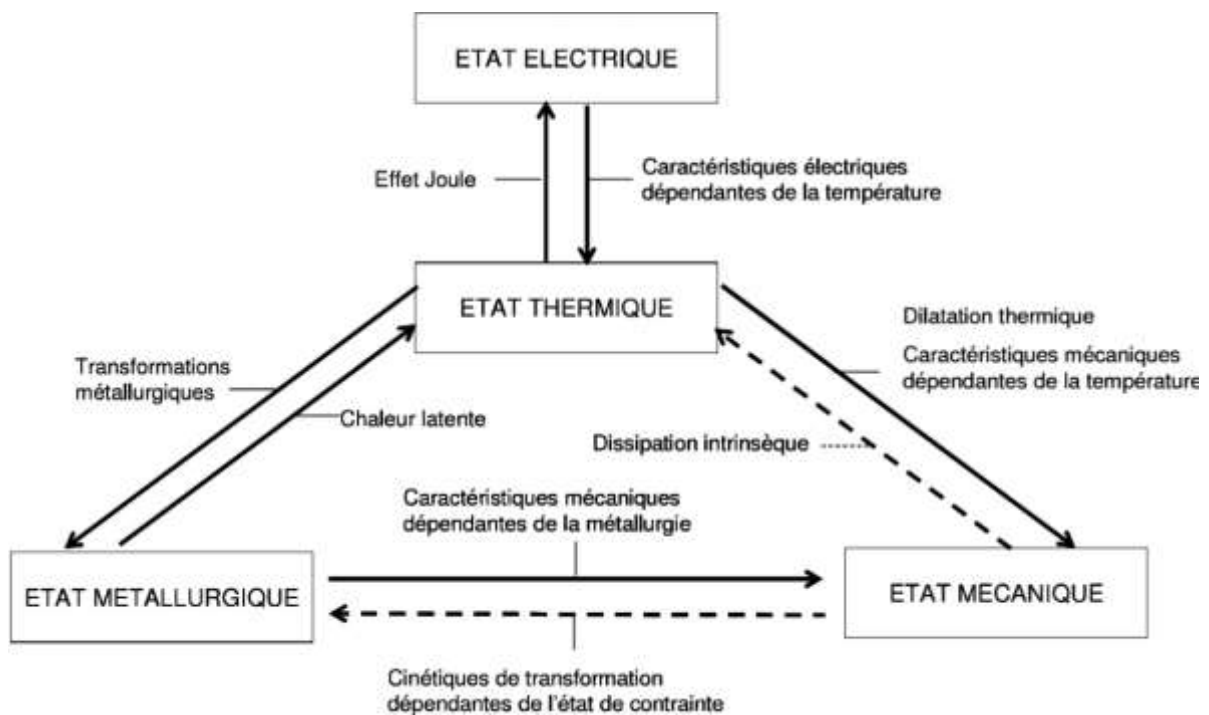 ETAT ELECTRIQUE
Effet Joule
Caractéristiques électriques
dépendantes de la température
ETAT THERMIQUE
Transformations
métallurgiques
Chaleur latente
Dilatation thermique
Caractéristiques mécaniques
dépendantes de la température
Dissipation intrinsèque
Caractéristiques mécaniques
dépendantes de la métallurgie
ETAT METALLURGIQUE
ETAT MECANIQUE
Cinétiques de transformation
dépendantes de l'état de contrainte